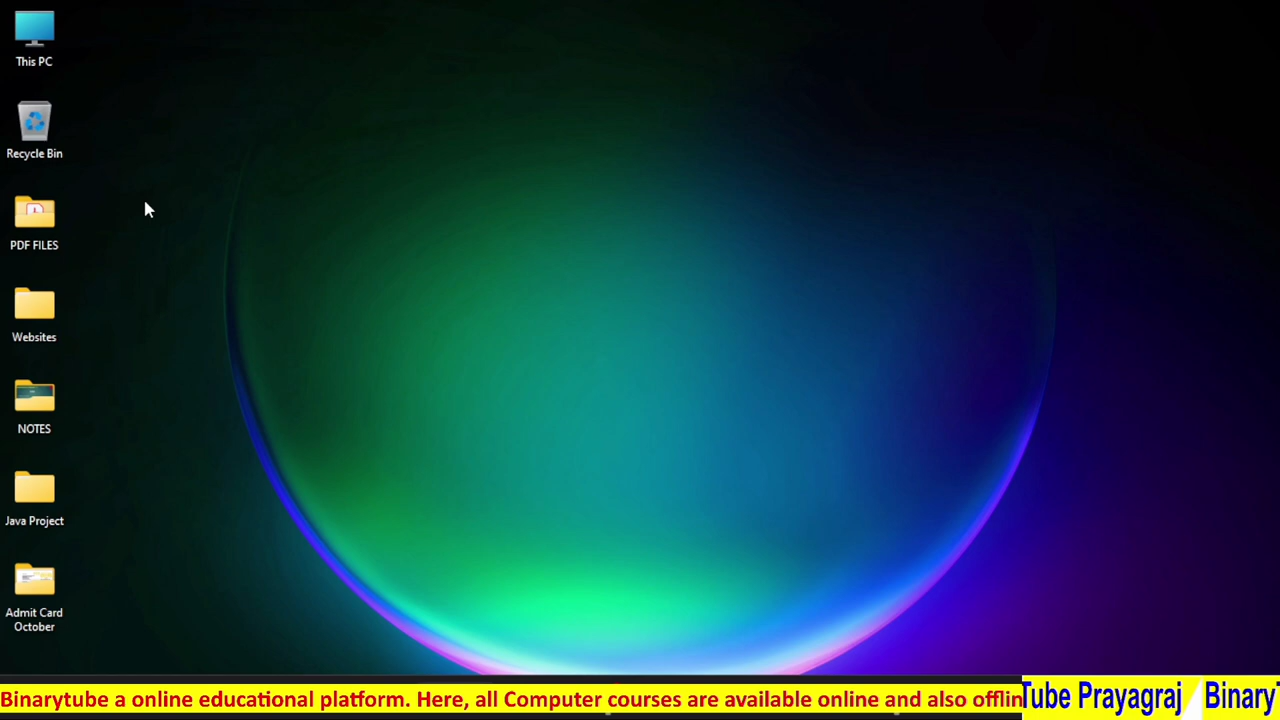 This PC
Recycle Bin
PDF FILES
Websites
NOTES
Java Project
Admit Card
October
Binarytube a online educational platform. Here, all Computer courses are available online and also offlin
Tube Prayagraj
BinaryT